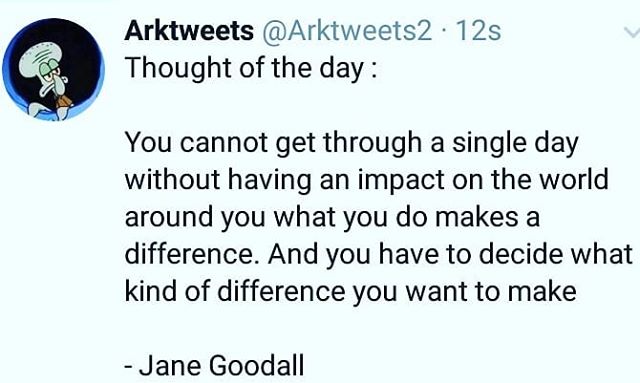 Arktweets @Arktweets2 · 12s
Thought of the day :
You cannot get through a single day
without having an impact on the world
around you what you do makes a
difference. And you have to decide what
kind of difference you want to make
- Jane Goodall